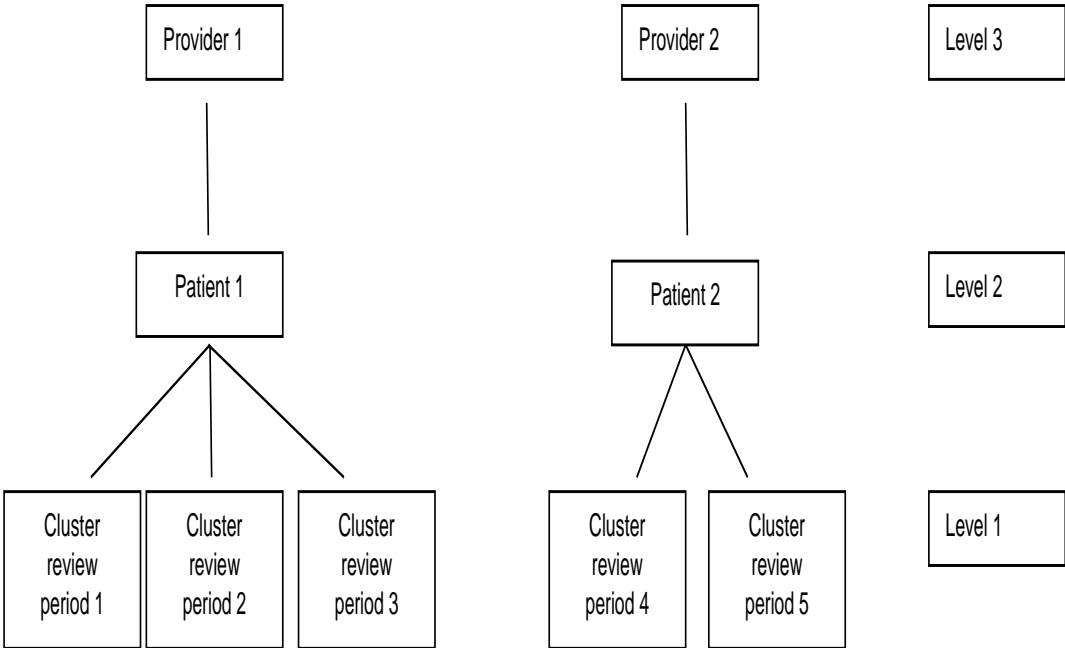 Provider 1
Provider 2
Level 3
Patient 1
Patient 2
Level 2
Cluster
review
period 1
Cluster
review
period 2
Cluster
review
period 3
Cluster
review
period 4
Cluster
review
period 5
Level 1